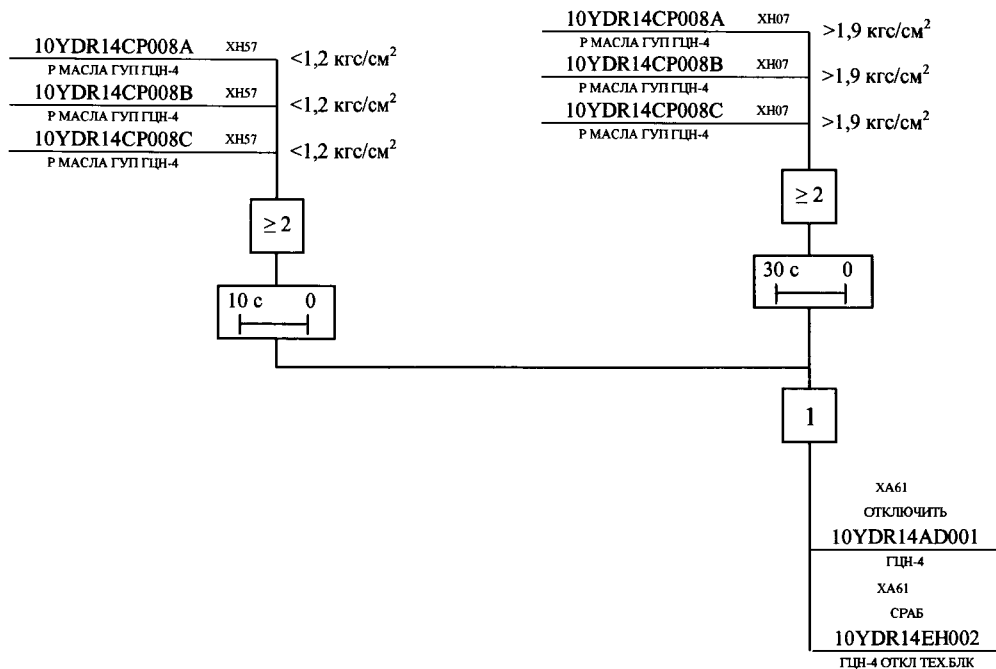 10YDR14CP008A XH57 <1,2 кгс/см²
Р МАСЛА ГУП ГЦН-4
10YDR14CP008B XH57 <1,2 кгс/см²
Р МАСЛА ГУП ГЦН-4
10YDR14CP008C XH57 <1,2 кгс/см²
Р МАСЛА ГУП ГЦН-4
≥ 2
10 с 0
10YDR14CP008A XH07 >1,9 кгс/см²
Р МАСЛА ГУП ГЦН-4
10YDR14CP008B XH07 >1,9 кгс/см²
Р МАСЛА ГУП ГЦН-4
10YDR14CP008C XH07 >1,9 кгс/см²
Р МАСЛА ГУП ГЦН-4
≥ 2
30 с 0
1
XA61
ОТКЛЮЧИТЬ
10YDR14AD001
ГЦН-4
XA61
СРАБ
10YDR14EH002
ГЦН-4 ОТКЛ ТЕХ.БЛК